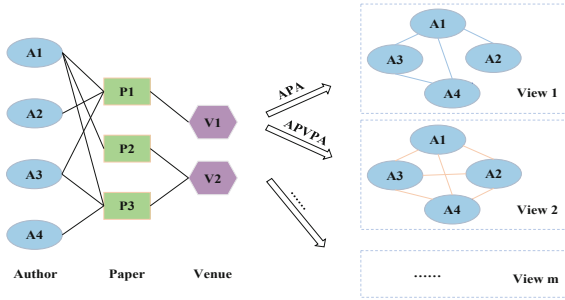 A1
A2
A3
A4
Author
P1
P2
P3
Paper
V1
V2
Venue
APA
APVPA
......
A1
A3
A2
A4
View 1
A1
A3
A2
A4
View 2
......
View m